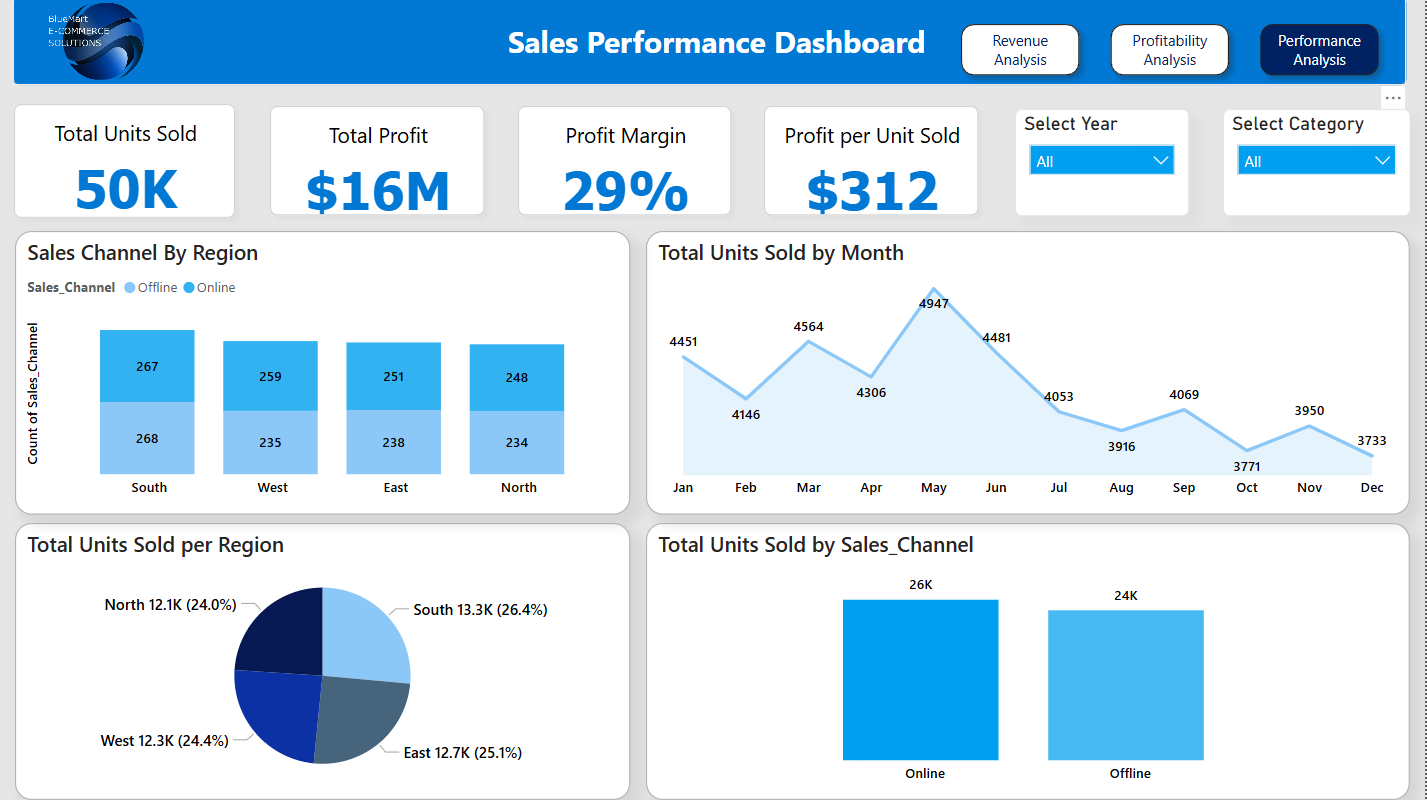 BlueMart
E-COMMERCE
SOLUTIONS
Sales Performance Dashboard
Revenue
Analysis
Profitability
Analysis
Performance
Analysis
Total Units Sold
50K
Total Profit
$16M
Profit Margin
29%
Profit per Unit Sold
$312
Select Year
All
Select Category
All
Sales Channel By Region
Sales_Channel Offline Online
Count of Sales_Channel
267
259
251
248
268
235
238
234
South West East North
Total Units Sold by Month
4451
4146
4564
4306
4947
4481
4053
3916
4069
3771
3950
3733
Jan Feb Mar Apr May Jun Jul Aug Sep Oct Nov Dec
Total Units Sold per Region
North 12.1K (24.0%)
South 13.3K (26.4%)
West 12.3K (24.4%)
East 12.7K (25.1%)
Total Units Sold by Sales_Channel
26K
24K
Online Offline